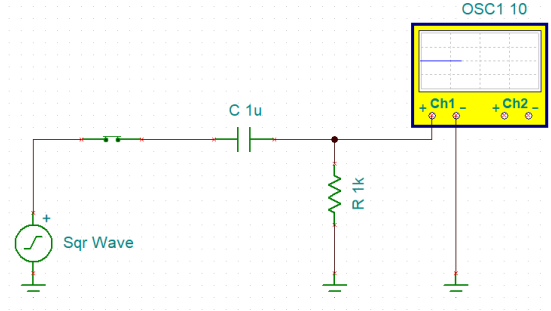 OSC1 10
+ Ch1 - + Ch2 -
C 1u
R 1k
+
Sqr Wave